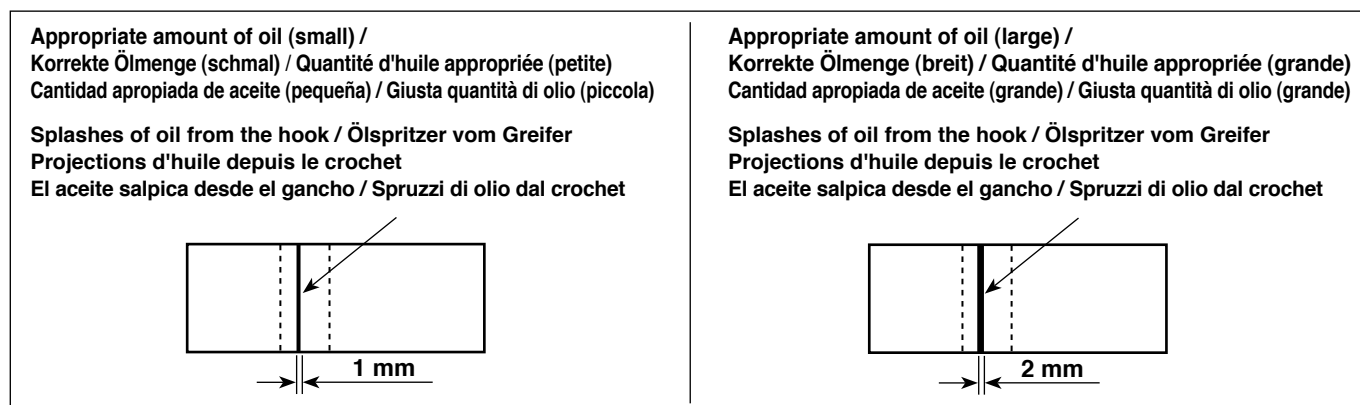 Appropriate amount of oil (small) /
Korrekte Ölmenge (schmal) / Quantité d'huile appropriée (petite)
Cantidad apropiada de aceite (pequeña) / Giusta quantità di olio (piccola)
Splashes of oil from the hook / Ölspritzer vom Greifer
Projections d'huile depuis le crochet
El aceite salpica desde el gancho / Spruzzi di olio dal crochet
1 mm
Appropriate amount of oil (large) /
Korrekte Ölmenge (breit) / Quantité d'huile appropriée (grande)
Cantidad apropiada de aceite (grande) / Giusta quantità di olio (grande)
Splashes of oil from the hook / Ölspritzer vom Greifer
Projections d'huile depuis le crochet
El aceite salpica desde el gancho / Spruzzi di olio dal crochet
2 mm